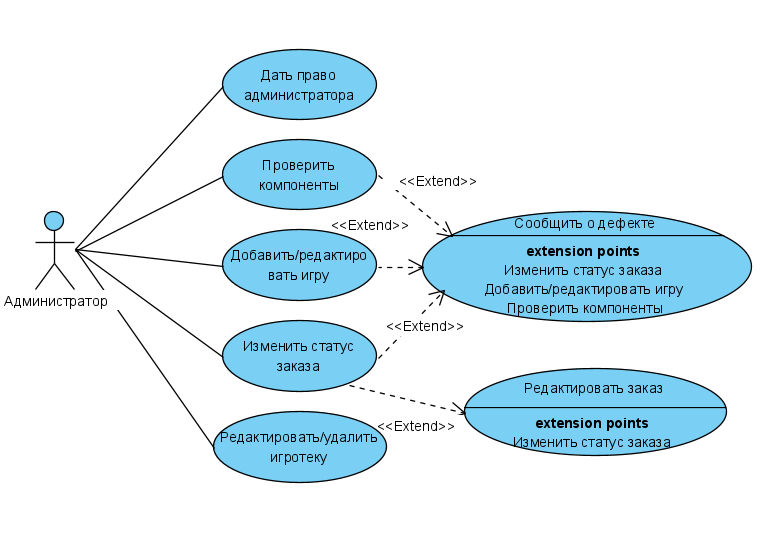 Дать право
администратора
Проверить
компоненты
<<Extend>>
<<Extend>>
Сообщить о дефекте
extension points
Изменить статус заказа
Добавить/редактировать игру
Проверить компоненты
Добавить/редактиро
вать игру
Администратор
<<Extend>>
Изменить статус
заказа
Редактировать заказ
extension points
Изменить статус заказа
<<Extend>>
Редактировать/удалить
игротеку